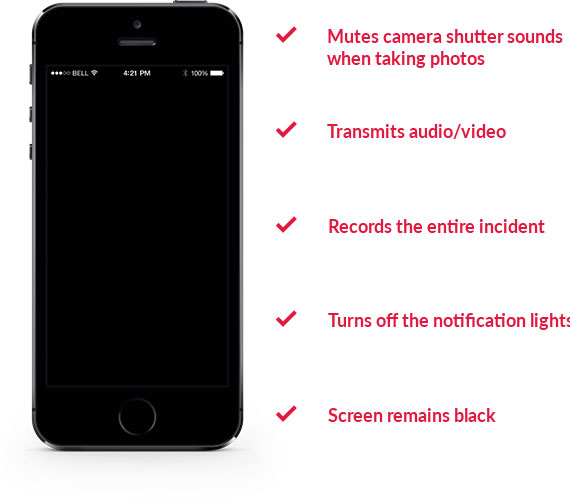 ●●●○○ BELL 4:21 PM 100%
Mutes camera shutter sounds
when taking photos
Transmits audio/video
Records the entire incident
Turns off the notification lights
Screen remains black